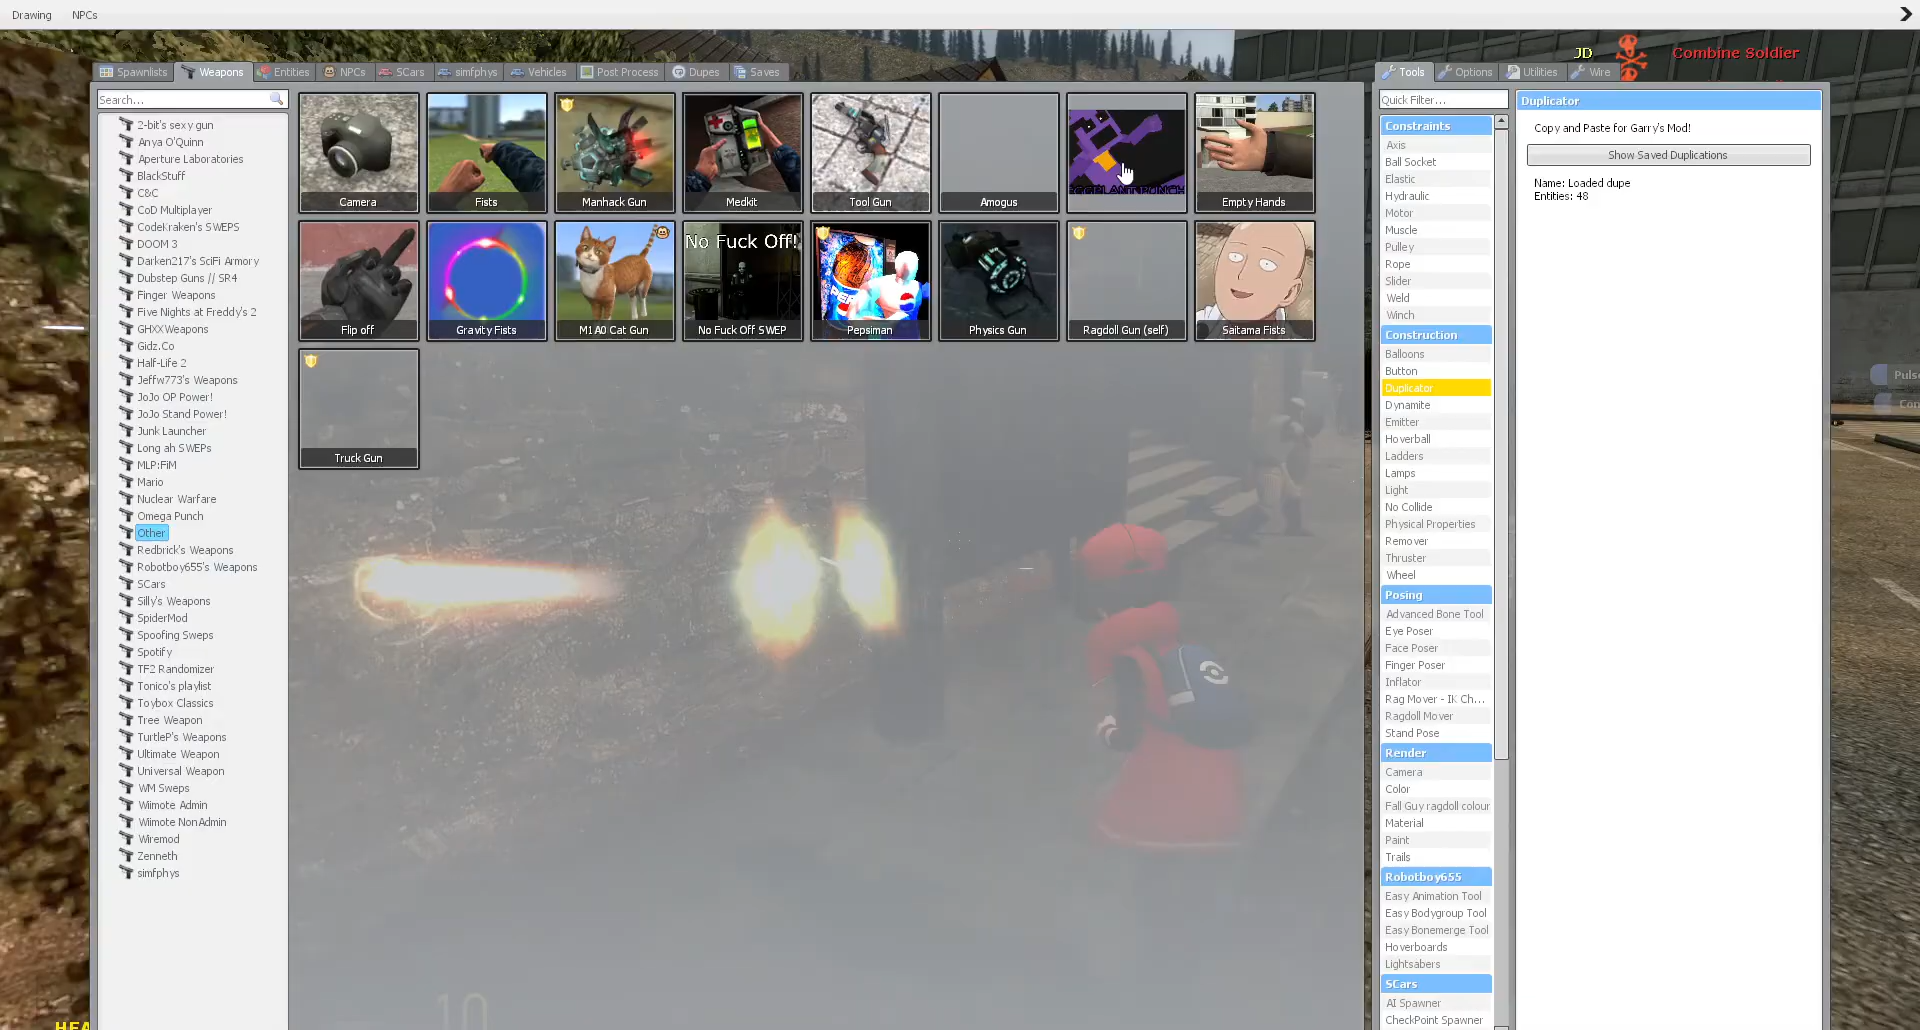 Drawing NPCs
JD Combine Soldier
Spawnlists Weapons Entities NPCs SCars simfphys Vehicles Post Process Dupes Saves
Tools Options Utilities Wire
Search...
2-bit's sexy gun
Anya O'Quinn
Aperture Laboratories
BlackStuff
C&C
CoD Multiplayer
CodeKraken's SWEPS
DOOM 3
Darken217's SciFi Armory
Dubstep Guns // SR4
Finger Weapons
Five Nights at Freddy's 2
GHXXWeapons
Gidz.Co
Half-Life 2
Jeffw773's Weapons
JoJo OP Power!
JoJo Stand Power!
Junk Launcher
Long ah SWEPs
MLP:FiM
Mario
Nuclear Warfare
Omega Punch
Other
Redbrick's Weapons
Robotboy655's Weapons
SCars
Silly's Weapons
SpiderMod
Spoofing Sweps
Spotify
TF2 Randomizer
Tonico's playlist
Toybox Classics
Tree Weapon
TurtleP's Weapons
Ultimate Weapon
Universal Weapon
WM Sweps
Wiimote Admin
Wiimote NonAdmin
Wiremod
Zenneth
simfphys
Camera Fists Manhack Gun Medkit Tool Gun Amogus EGGPLANT PUNCH Empty Hands
No Fuck Off!
Flip off Gravity Fists M1A0 Cat Gun No Fuck Off SWEP Pepsiman Physics Gun Ragdoll Gun (self) Saitama Fists
Truck Gun
10
HEA
Quick Filter...
Constraints
Axis
Ball Socket
Elastic
Hydraulic
Motor
Muscle
Pulley
Rope
Slider
Weld
Winch
Construction
Balloons
Button
Duplicator
Dynamite
Emitter
Hoverball
Ladders
Lamps
Light
No Collide
Physical Properties
Remover
Thruster
Wheel
Posing
Advanced Bone Tool
Eye Poser
Face Poser
Finger Poser
Inflator
Rag Mover - IK Ch...
Ragdoll Mover
Stand Pose
Render
Camera
Color
Fall Guy ragdoll colour
Material
Paint
Trails
Robotboy655
Easy Animation Tool
Easy Bodygroup Tool
Easy Bonemerge Tool
Hoverboards
Lightsabers
SCars
AI Spawner
CheckPoint Spawner
Duplicator
Copy and Paste for Garry's Mod!
Show Saved Duplications
Name: Loaded dupe
Entities: 48
Pulse
Con